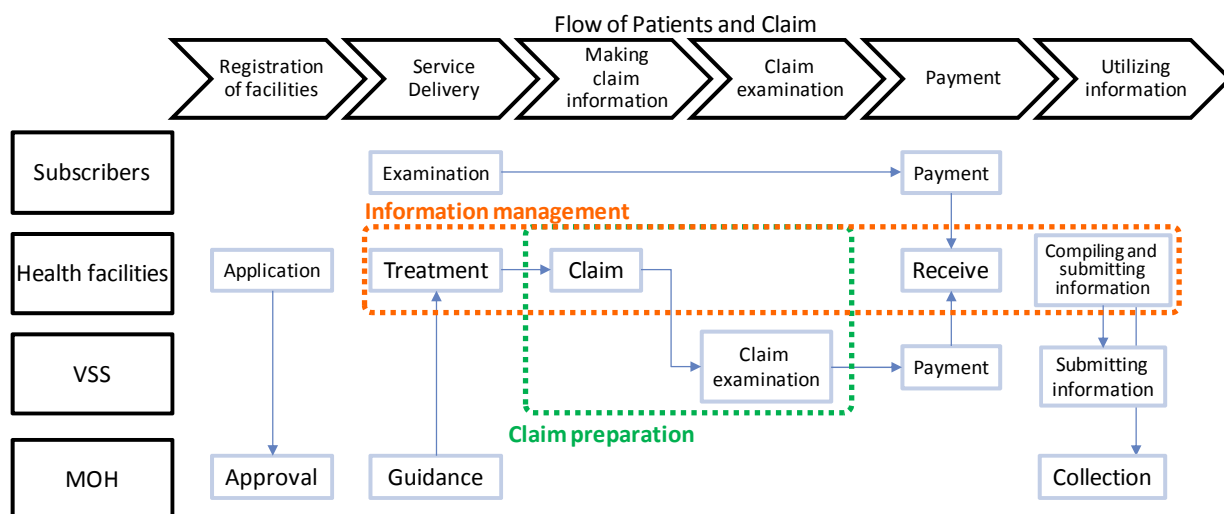 Flow of Patients and Claim
Registration
of facilities
Service
Delivery
Making
claim
information
Claim
examination
Payment
Utilizing
information
Subscribers
Examination
Payment
Information management
Health facilities
Application
Treatment
Claim
Receive
Compiling and
submitting
information
VSS
Claim
examination
Payment
Submitting
information
Claim preparation
MOH
Approval
Guidance
Collection